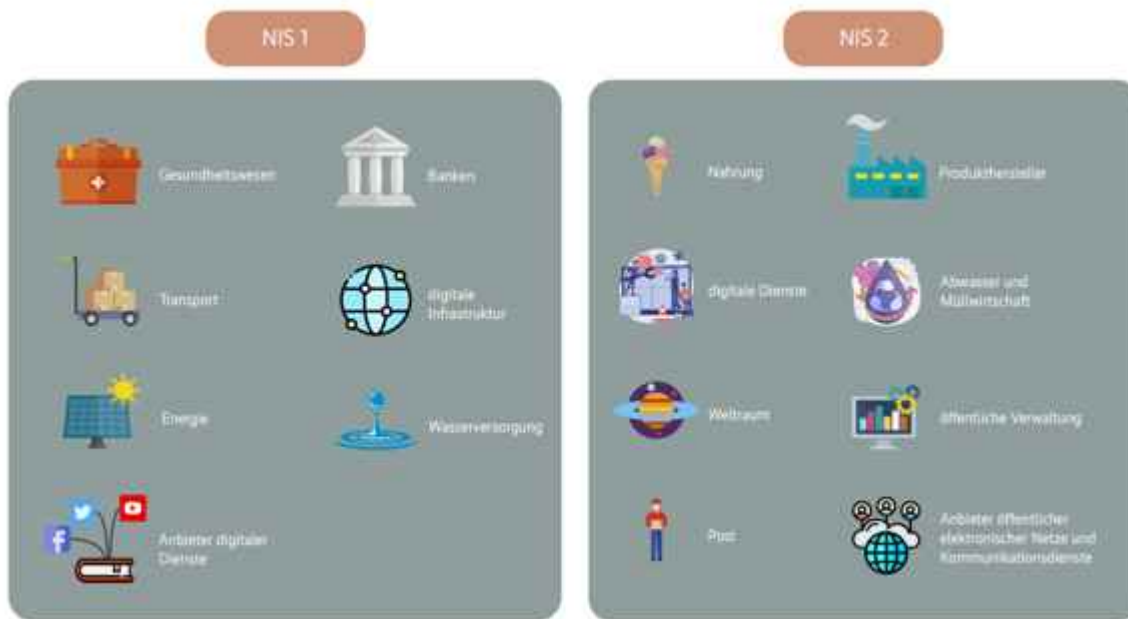 NIS 1
Gesundheitswesen
Banken
Transport
digitale
Infrastruktur
Energie
Wasserversorgung
Anbieter digitaler
Dienste
NIS 2
Nahrung
Produkthersteller
digitale Dienste
Abwasser und
Müllwirtschaft
Weltraum
öffentliche Verwaltung
Post
Anbieter öffentlicher
elektronischer Netze und
Kommunikationsdienste